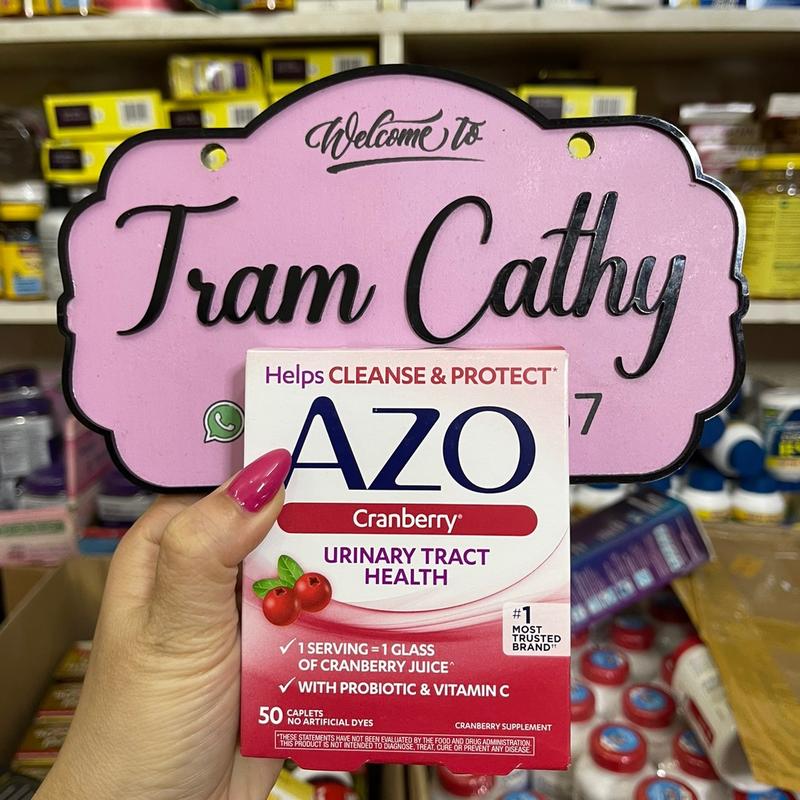 Welcome to
Tram Cathy
7
Helps CLEANSE & PROTECT*
AZO
Cranberry®
URINARY TRACT
HEALTH
#1
MOST
TRUSTED
BRAND††
✓ 1 SERVING = 1 GLASS
OF CRANBERRY JUICE^
✓ WITH PROBIOTIC & VITAMIN C
50 CAPLETS
NO ARTIFICIAL DYES
CRANBERRY SUPPLEMENT
*THESE STATEMENTS HAVE NOT BEEN EVALUATED BY THE FOOD AND DRUG ADMINISTRATION.
THIS PRODUCT IS NOT INTENDED TO DIAGNOSE, TREAT, CURE OR PREVENT ANY DISEASE.